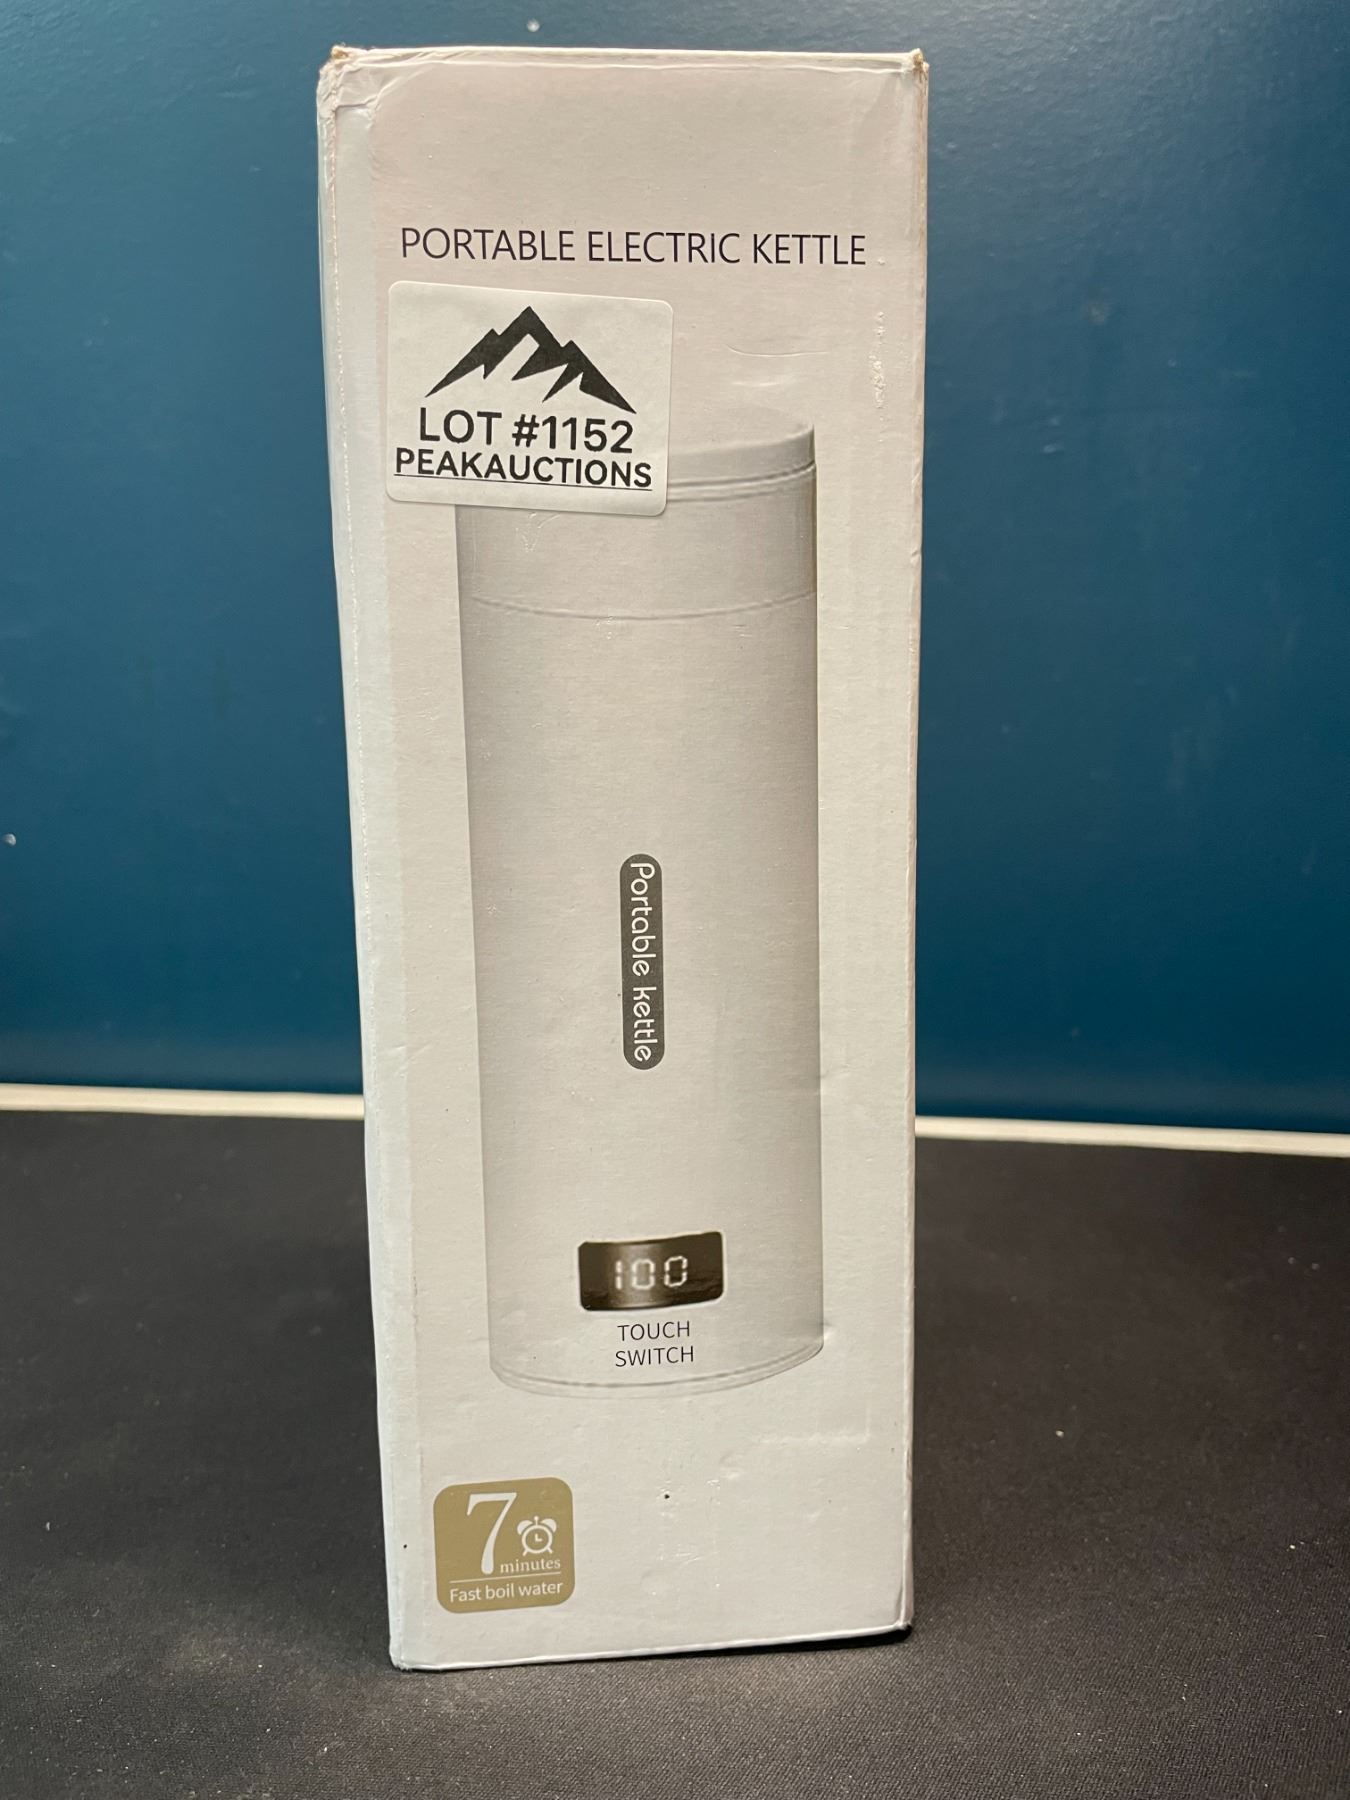 PORTABLE ELECTRIC KETTLE
LOT #1152
PEAKAUCTIONS
Portable kettle
100
TOUCH
SWITCH
7
minutes
Fast boil water